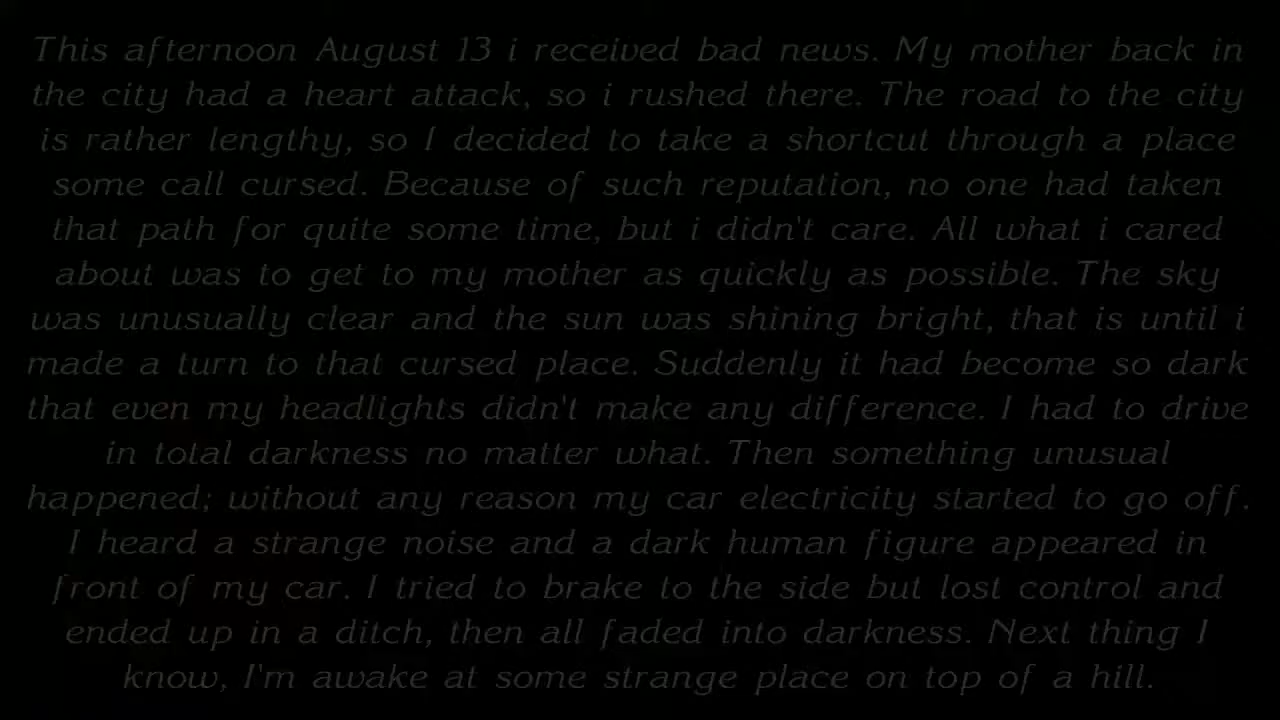 This afternoon August 13 i received bad news. My mother back in
the city had a heart attack, so i rushed there. The road to the city
is rather lengthy, so I decided to take a shortcut through a place
some call cursed. Because of such reputation, no one had taken
that path for quite some time, but i didn't care. All what i cared
about was to get to my mother as quickly as possible. The sky
was unusually clear and the sun was shining bright, that is until i
made a turn to that cursed place. Suddenly it had become so dark
that even my headlights didn't make any difference. I had to drive
in total darkness no matter what. Then something unusual
happened; without any reason my car electricity started to go off.
I heard a strange noise and a dark human figure appeared in
front of my car. I tried to brake to the side but lost control and
ended up in a ditch, then all faded into darkness. Next thing I
know, I'm awake at some strange place on top of a hill.